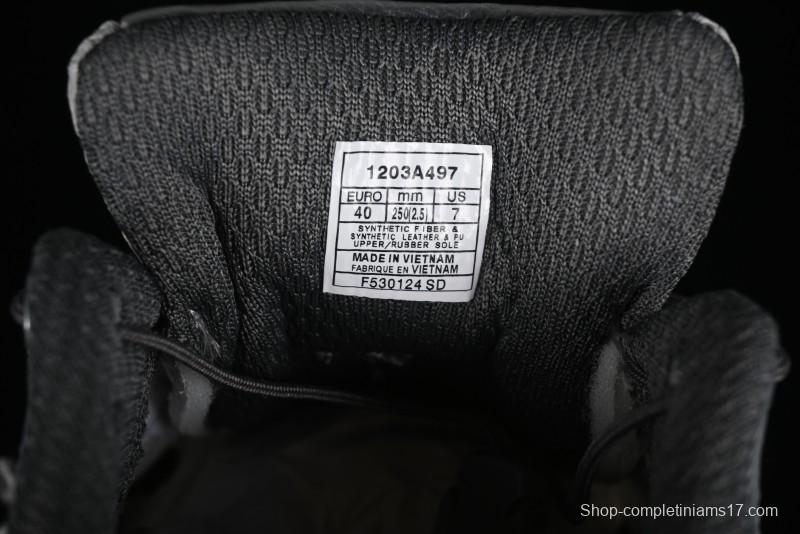 1203A497
EURO mm US
40 250(2.5) 7
SYNTHETIC FIBER &
SYNTHETIC LEATHER & PU
UPPER/RUBBER SOLE
MADE IN VIETNAM
FABRIQUE EN VIETNAM
F530124 SD
Shop-completiniams17.com